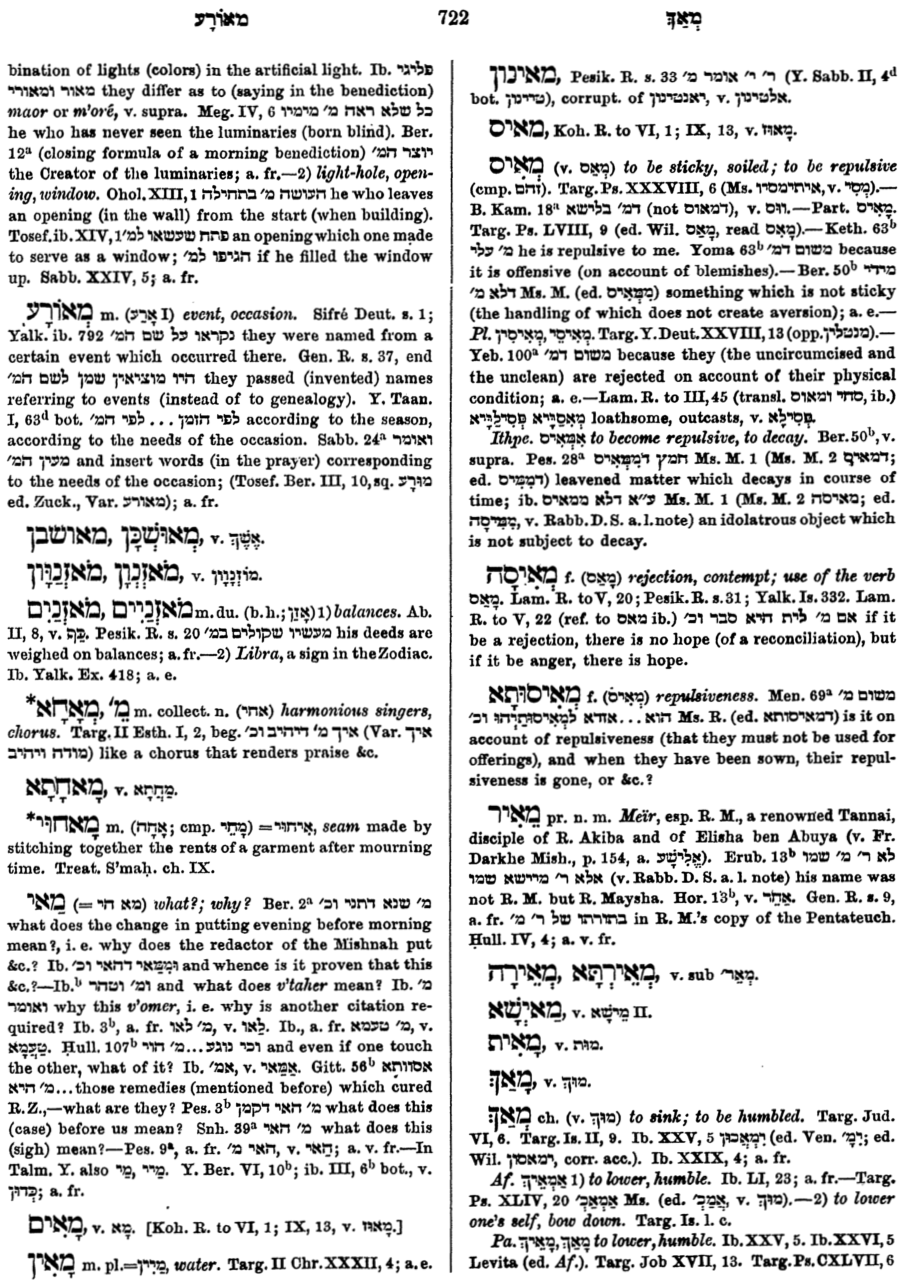 מאורע 722 מְאַךְ
bination of lights (colors) in the artificial light. Ib. פליגי
מאור ומאורי they differ as to (saying in the benediction)
maor or m'oré, v. supra. Meg. IV, 6 כל שלא ראה מ' מימיו
he who has never seen the luminaries (born blind). Ber.
12ᵃ (closing formula of a morning benediction) יוצר המ'
the Creator of the luminaries; a. fr.—2) light-hole, open-
ing, window. Ohol. XIII, 1 העושה מ' בתחילה he who leaves
an opening (in the wall) from the start (when building).
Tosef. ib. XIV, 1 פתח שעשאו למ' an opening which one made
to serve as a window; הגיפו למ' if he filled the window
up. Sabb. XXIV, 5; a. fr.
מְאוֹרָע m. (אָרַע I) event, occasion. Sifré Deut. s. 1;
Yalk. ib. 792 נקראו על שם המ' they were named from a
certain event which occurred there. Gen. R. s. 37, end
היו מוציאין שמן לשם המ' they passed (invented) names
referring to events (instead of to genealogy). Y. Taan.
I, 63ᵈ bot. לפי הזמן ... לפי המ' according to the season,
according to the needs of the occasion. Sabb. 24ᵃ ואומר
מעין המ' and insert words (in the prayer) corresponding
to the needs of the occasion; (Tosef. Ber. III, 10, sq. מורָע
ed. Zuck., Var. מאורע); a. fr.
מְאוּשְׁכָּן, מאושבן, v. אֶשֶׁךְ.
מֹאזְנְוָן, מֹאזְנַוָּון, v. מוֹזְנָוָון.
מֹאזְנַיִים, מֹאזְנַיִם m. du. (b. h.; אָזַן) 1) balances. Ab.
II, 8, v. כַּף. Pesik. R. s. 20 מעשיו שקולים במ' his deeds are
weighed on balances; a. fr.—2) Libra, a sign in the Zodiac.
Ib. Yalk. Ex. 418; a. e.
*מְאָחָא, מֵ' m. collect. n. (אחי) harmonious singers,
chorus. Targ. II Esth. I, 2, beg. איך מ' דיהיב וכ' (Var. איך
מודה ויהיב) like a chorus that renders praise &c.
מָאחְתָא, v. מַחְתָא.
*מָאחוּי m. (אָחָה; cmp. מָחֵי) = אִיחוּי, seam made by
stitching together the rents of a garment after mourning
time. Treat. S'maḥ. ch. IX.
מַאי (= מא הי) what?; why? Ber. 2ᵃ מ' שנא דתני וכ'
what does the change in putting evening before morning
mean?, i. e. why does the redactor of the Mishnah put
&c.? Ib. וּמְמַּאי דהאי וכ' and whence is it proven that this
&c.?—Ib.ᵇ ומ' וטהר and what does v'taher mean? Ib. מ'
ואומר why this v'omer, i. e. why is another citation re-
quired? Ib. 3ᵇ, a. fr. מ' לאו, v. לַאו. Ib., a. fr. מ' טעמא, v.
טַעֲמָא. Ḥull. 107ᵇ וכי נוגע...מ' הוי and even if one touch
the other, what of it? Ib. אמ', v. אַמַּאי. Gitt. 56ᵇ אסוותא
מ' היא... those remedies (mentioned before) which cured
R. Z.,—what are they? Pes. 3ᵇ מ' האי דקמן what does this
(case) before us mean? Snh. 39ᵃ מ' האי what does this
(sigh) mean?—Pes. 9ᵃ, a. fr. האי מ', v. הַאי; a. v. fr.—In
Talm. Y. also מַיי, מַי. Y. Ber. VI, 10ᵇ; ib. III, 6ᵇ bot., v.
כְּדוּן; a. fr.
מָאִים, v. מָא. [Koh. R. to VI, 1; IX, 13, v. מָאוֹז.]
מָאִין m. pl. = מַיִין, water. Targ. II Chr. XXXII, 4; a. e.
מאינון, Pesik. R. s. 33 ר' י' אומר מ' (Y. Sabb. II, 4ᵈ
bot. טרינון), corrupt. of יאנטינון, v. אלטינון.
מאיס, Koh. R. to VI, 1; IX, 13, v. מָאוֹז.
מְאִיס (v. מָאַס) to be sticky, soiled; to be repulsive
(cmp. זהם). Targ. Ps. XXXVIII, 6 (Ms. איתימסיו, v. מְסֵי).—
B. Kam. 18ᵃ דמ' בלישא (not דמאוס), v. וּוֹס.—Part. מָאִיס.
Targ. Ps. LVIII, 9 (ed. Wil. מָאַס, read מָאֵס).—Keth. 63ᵇ
מ' עלי he is repulsive to me. Yoma 63ᵇ משום דמ' because
it is offensive (on account of blemishes).—Ber. 50ᵇ מידי
דלא מ' Ms. M. (ed. מִמְּאִיס) something which is not sticky
(the handling of which does not create aversion); a. e.—
Pl. מְאִיסֵי, מְאִיסִין. Targ. Y. Deut. XXVIII, 13 (opp. מנטלין).—
Yeb. 100ᵃ משום דמ' because they (the uncircumcised and
the unclean) are rejected on account of their physical
condition; a. e.—Lam. R. to III, 45 (transl. סחי ומאוס, ib.)
פְּסִילַיָּיא מְאִסַיָּיא loathsome, outcasts, v. פְּסִילָא.
Ithpe. אִמְּאִיס to become repulsive, to decay. Ber. 50ᵇ, v.
supra. Pes. 28ᵃ חמץ דִמְמְאִיס Ms. M. 1 (Ms. M. 2 דמאיס;
ed. דמְמִיס) leavened matter which decays in course of
time; ib. ע"א דלא ממאיס Ms. M. 1 (Ms. M. 2 מאיסה; ed.
מְמִיסָה, v. Rabb. D. S. a. l. note) an idolatrous object which
is not subject to decay.
מְאִיסָה f. (מָאַס) rejection, contempt; use of the verb
מָאַס. Lam. R. to V, 20; Pesik. R. s. 31; Yalk. Is. 332. Lam.
R. to V, 22 (ref. to מאס ib.) אם מ' לית היא סבר וכ' if it
be a rejection, there is no hope (of a reconciliation), but
if it be anger, there is hope.
מְאִיסוּתָא f. (מְאִיס) repulsiveness. Men. 69ᵃ משום מ'
הוא ... אזדא לִמְאִיסוּתַיְיהוּ וכ' Ms. R. (ed. דמאיסותא) is it on
account of repulsiveness (that they must not be used for
offerings), and when they have been sown, their repul-
siveness is gone, or &c.?
מֵאִיר pr. n. m. Meïr, esp. R. M., a renowned Tannai,
disciple of R. Akiba and of Elisha ben Abuya (v. Fr.
Darkhe Mish., p. 154, a. אֱלִישָׁע). Erub. 13ᵇ לא ר' מ' שמו
אלא ר' מיישא שמו (v. Rabb. D. S. a. l. note) his name was
not R. M. but R. Maysha. Hor. 13ᵇ, v. אַחֵר. Gen. R. s. 9,
a. fr. בתורתו של ר' מ' in R. M.'s copy of the Pentateuch.
Ḥull. IV, 4; a. v. fr.
מְאֵירְתָּא, מְאֵירָה, v. sub מְאֵר'.
מַאיְשָׁא, v. מֵישָׁא II.
מָאִית, v. מוּת.
מָאַךְ, v. מוּךְ.
מְאַךְ ch. (v. מוּךְ) to sink; to be humbled. Targ. Jud.
VI, 6. Targ. Is. II, 9. Ib. XXV, 5 יִמְאֲכוּן (ed. Ven. יְמָ'; ed.
Wil. ימאסון, corr. acc.). Ib. XXIX, 4; a. fr.
Af. אַמְאֵיךְ 1) to lower, humble. Ib. LI, 23; a. fr.—Targ.
Ps. XLIV, 20 אַמְאֵכְ' Ms. (ed. אֲמַכְ', v. מוּךְ).—2) to lower
one's self, bow down. Targ. Is. l. c.
Pa. מָאֵיךְ, מָאֵךְ to lower, humble. Ib. XXV, 5. Ib. XXVI, 5
Levita (ed. Af.). Targ. Job XVII, 13. Targ. Ps. CXLVII, 6